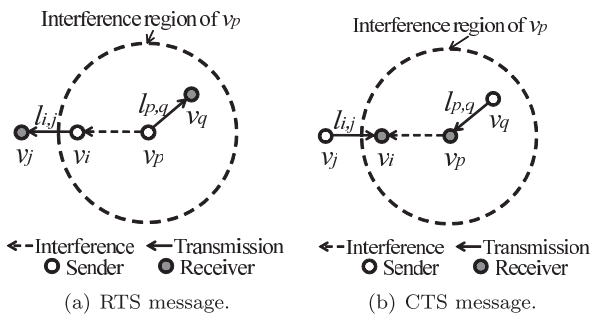 Interference region of vp
Interference region of vp
li,j
lp,q
vq
vj
vi
vp
li,j
lp,q
vq
vj
vi
vp
Interference Transmission
Sender Receiver
Interference Transmission
Sender Receiver
(a) RTS message.
(b) CTS message.